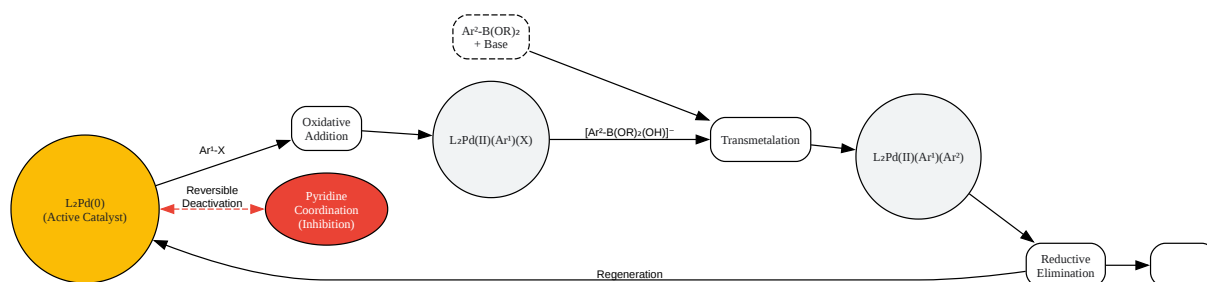 Ar²-B(OR)₂
+ Base
Oxidative
Addition
L₂Pd(II)(Ar¹)(X)
[Ar²-B(OR)₂(OH)]⁻
Transmetalation
L₂Pd(II)(Ar¹)(Ar²)
Ar¹-X
L₂Pd(0)
(Active Catalyst)
Reversible
Deactivation
Pyridine
Coordination
(Inhibition)
Reductive
Elimination
Regeneration